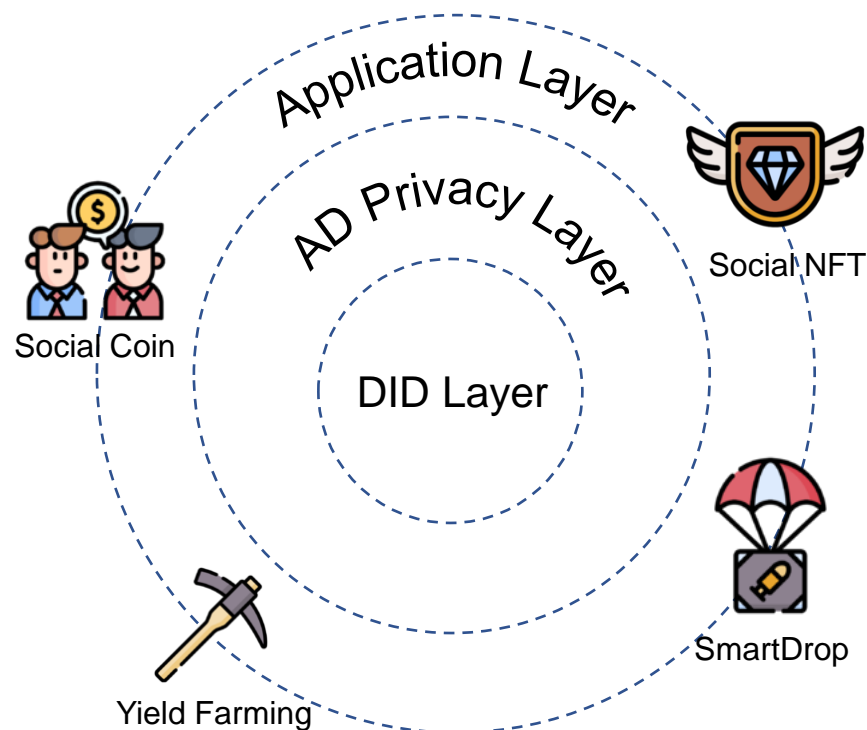 Application Layer
AD Privacy Layer
Social NFT
Social Coin
DID Layer
SmartDrop
Yield Farming